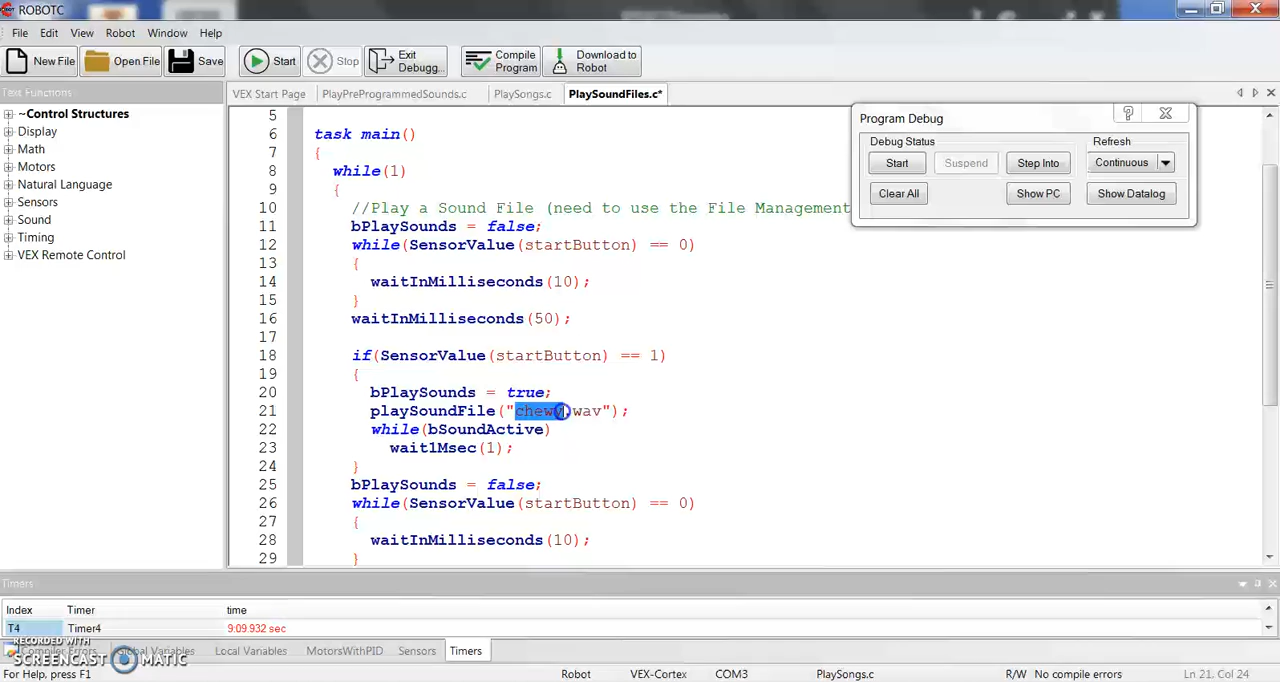 ROBOTC
File Edit View Robot Window Help
New File Open File Save Start Stop Exit Debugg... Compile Program Download to Robot
Text Functions
VEX Start Page PlayPreProgrammedSounds.c PlaySongs.c PlaySoundFiles.c*
~Control Structures
Display
Math
Motors
Natural Language
Sensors
Sound
Timing
VEX Remote Control
5
6 task main()
7 {
8 while(1)
9 {
10 //Play a Sound File (need to use the File Management
11 bPlaySounds = false;
12 while(SensorValue(startButton) == 0)
13 {
14 waitInMilliseconds(10);
15 }
16 waitInMilliseconds(50);
17
18 if(SensorValue(startButton) == 1)
19 {
20 bPlaySounds = true;
21 playSoundFile("chewy.wav");
22 while(bSoundActive)
23 wait1Msec(1);
24 }
25 bPlaySounds = false;
26 while(SensorValue(startButton) == 0)
27 {
28 waitInMilliseconds(10);
29 }
Program Debug
Debug Status Refresh
Start Suspend Step Into Continuous
Clear All Show PC Show Datalog
Timers
Index Timer time
T4 Timer4 9:09.932 sec
RECORDED WITH
SCREENCAST MATIC
Compiler Errors Global Variables Local Variables MotorsWithPID Sensors Timers
For Help, press F1 Robot VEX-Cortex COM3 PlaySongs.c R/W No compile errors Ln 21, Col 24